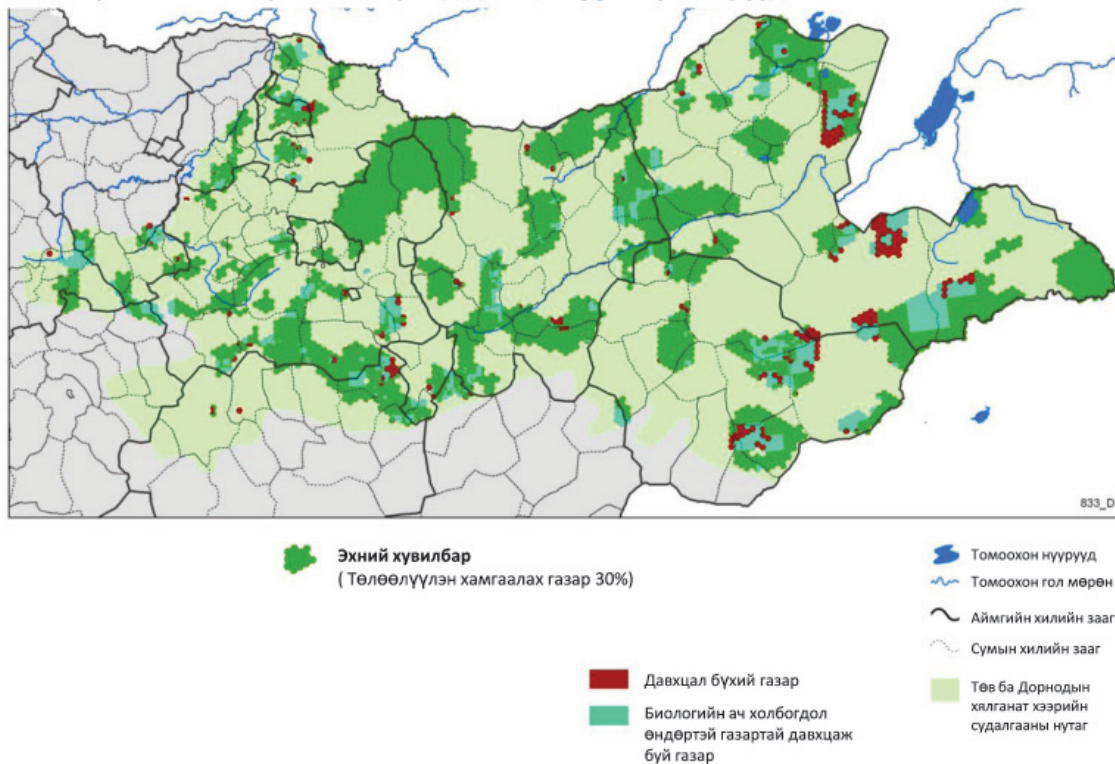 833_D
Эхний хувилбар
( Төлөөлүүлэн хамгаалах газар 30%)
Давхцал бүхий газар
Биологийн ач холбогдол
өндөртэй газартай давхцаж
буй газар
Томоохон нуурууд
Томоохон гол мөрөн
Аймгийн хилийн зааг
Сумын хилийн зааг
Төв ба Дорнодын
хялганат хээрийн
судалгааны нутаг